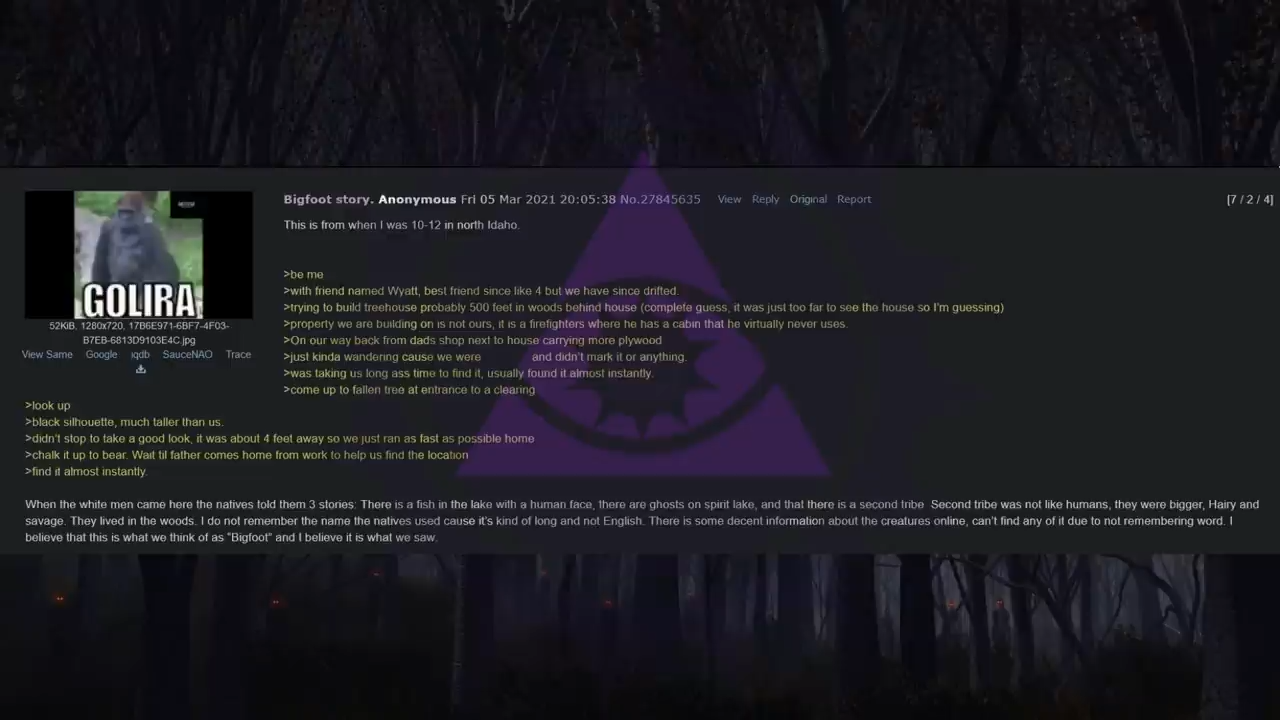 Bigfoot story. Anonymous Fri 05 Mar 2021 20:05:38 No.27845635 View Reply Original Report [7 / 2 / 4]
This is from when I was 10-12 in north Idaho.
GOLIRA
52KiB, 1280x720, 17B6E971-6BF7-4F03-
B7EB-6813D9103E4C.jpg
View Same Google iqdb SauceNAO Trace
>be me
>with friend named Wyatt, best friend since like 4 but we have since drifted.
>trying to build treehouse probably 500 feet in woods behind house (complete guess, it was just too far to see the house so I'm guessing)
>property we are building on is not ours, it is a firefighters where he has a cabin that he virtually never uses.
>On our way back from dads shop next to house carrying more plywood
>just kinda wandering cause we were and didn't mark it or anything.
>was taking us long ass time to find it, usually found it almost instantly.
>come up to fallen tree at entrance to a clearing
>look up
>black silhouette, much taller than us.
>didn't stop to take a good look, it was about 4 feet away so we just ran as fast as possible home
>chalk it up to bear. Wait til father comes home from work to help us find the location
>find it almost instantly.
When the white men came here the natives told them 3 stories: There is a fish in the lake with a human face, there are ghosts on spirit lake, and that there is a second tribe Second tribe was not like humans, they were bigger, Hairy and
savage. They lived in the woods. I do not remember the name the natives used cause it's kind of long and not English. There is some decent information about the creatures online, can't find any of it due to not remembering word. I
believe that this is what we think of as "Bigfoot" and I believe it is what we saw.